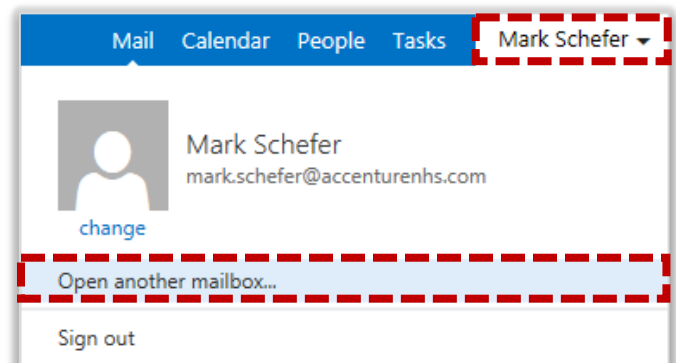 Mail Calendar People Tasks Mark Schefer
Mark Schefer
mark.schefer@accenturenhs.com
change
Open another mailbox...
Sign out